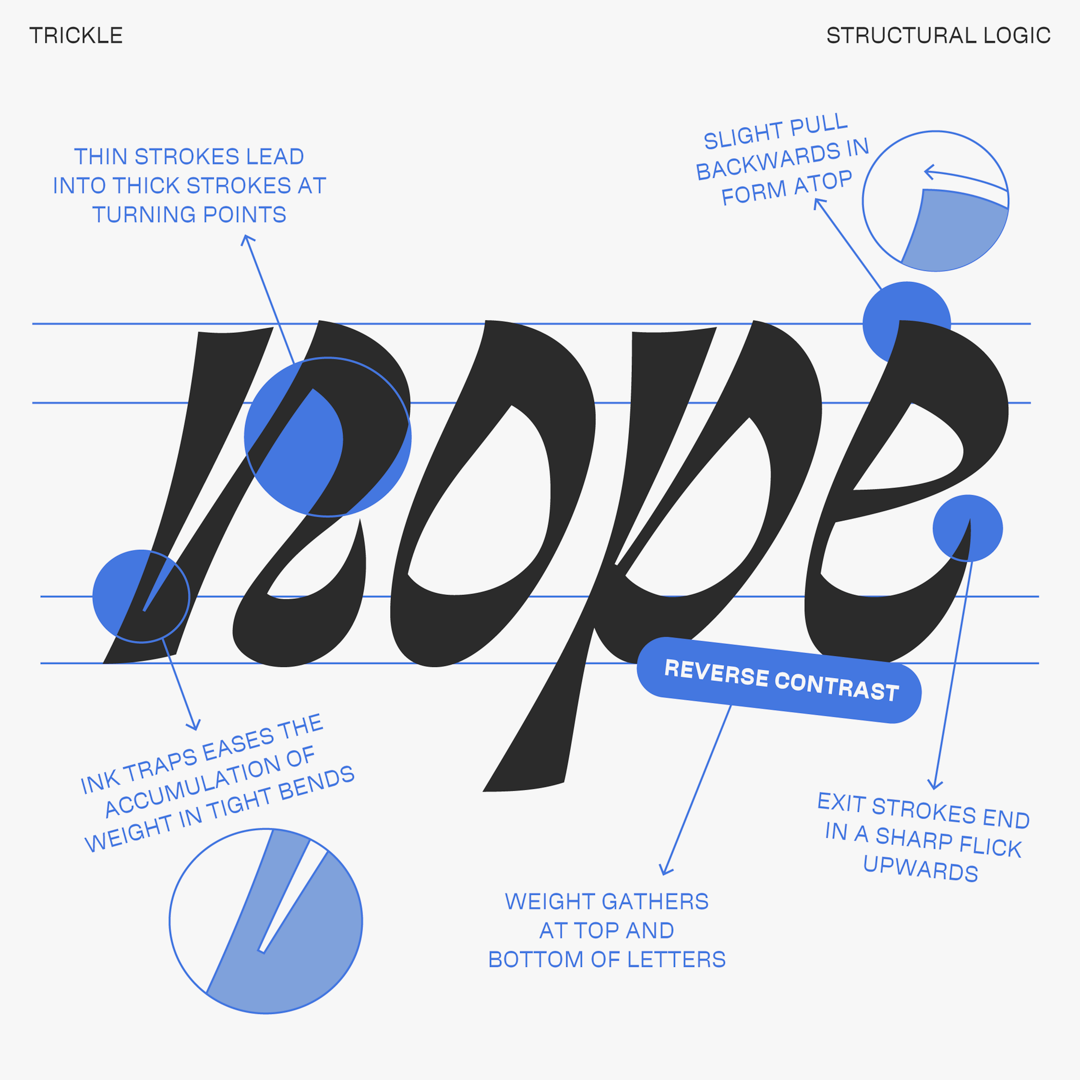 TRICKLE
STRUCTURAL LOGIC
THIN STROKES LEAD
INTO THICK STROKES AT
TURNING POINTS
SLIGHT PULL
BACKWARDS IN
FORM ATOP
nope
REVERSE CONTRAST
INK TRAPS EASES THE
ACCUMULATION OF
WEIGHT IN TIGHT BENDS
EXIT STROKES END
IN A SHARP FLICK
UPWARDS
WEIGHT GATHERS
AT TOP AND
BOTTOM OF LETTERS